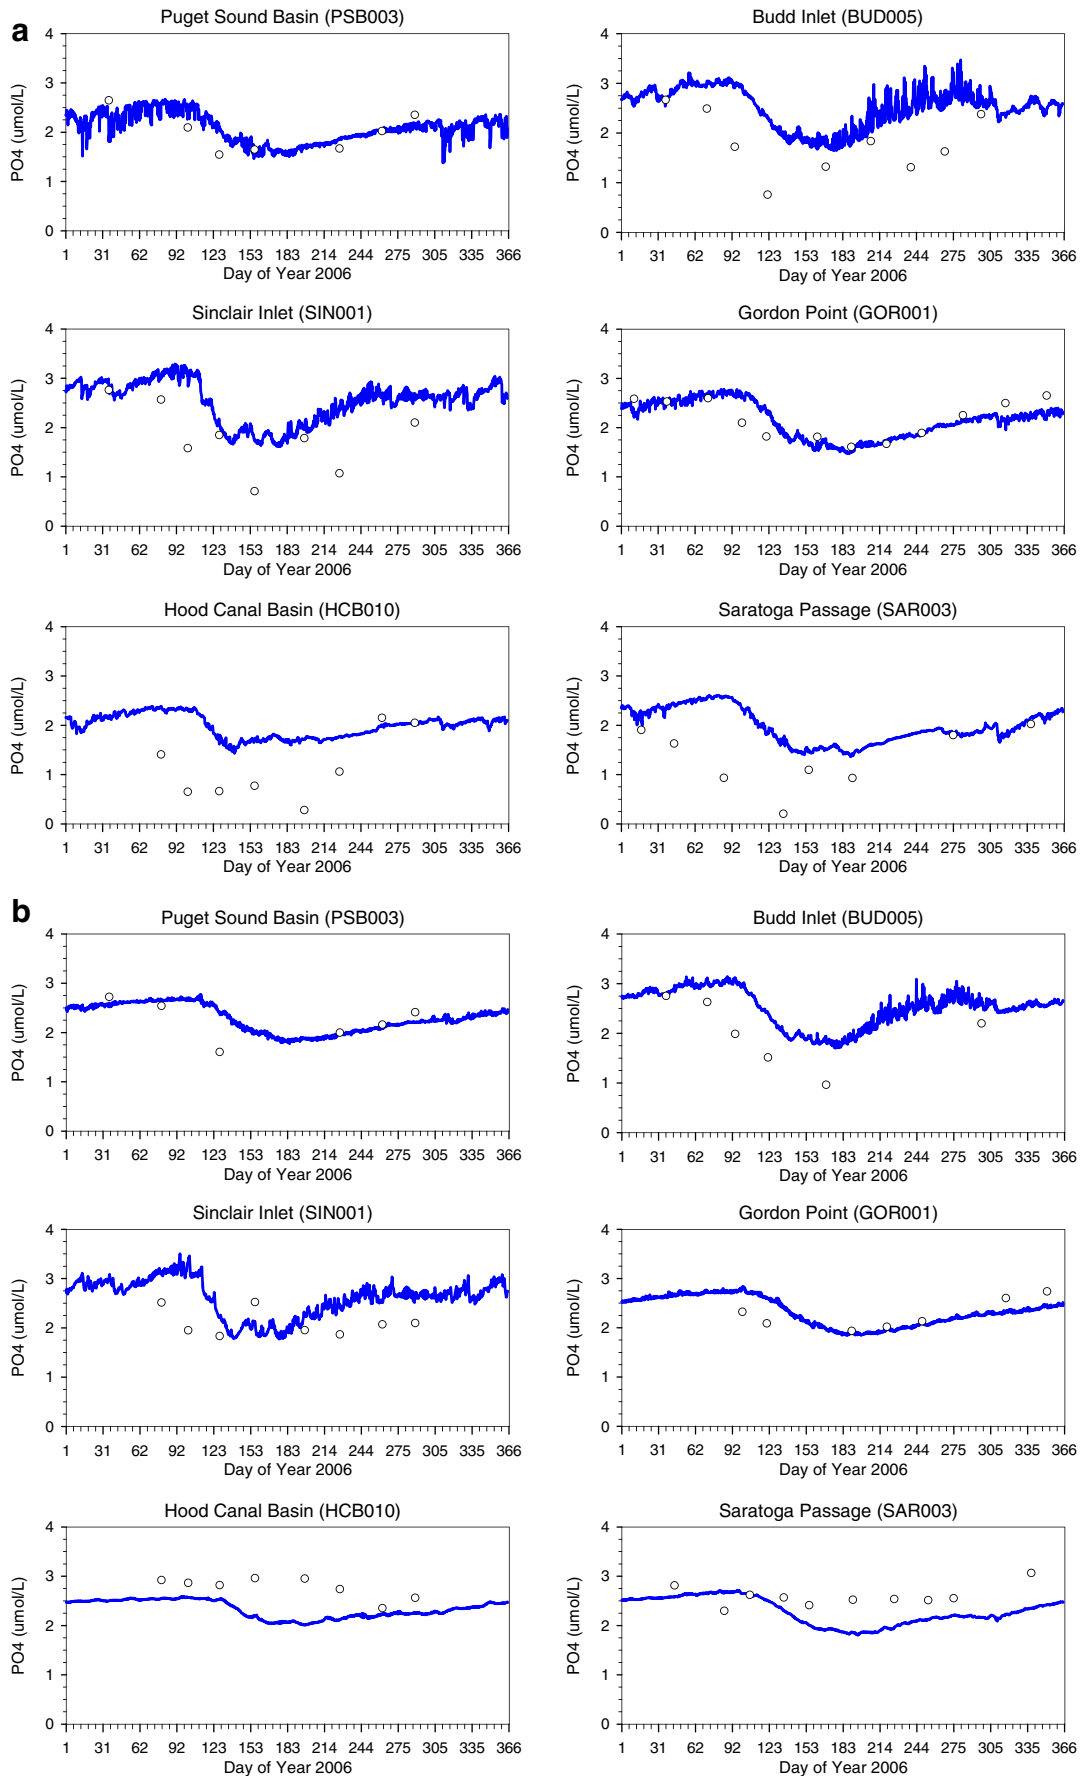 a
Puget Sound Basin (PSB003)
PO4 (umol/L)
4
3
2
1
0
1 31 62 92 123 153 183 214 244 275 305 335 366
Day of Year 2006
Budd Inlet (BUD005)
PO4 (umol/L)
4
3
2
1
0
1 31 62 92 123 153 183 214 244 275 305 335 366
Day of Year 2006
Sinclair Inlet (SIN001)
PO4 (umol/L)
4
3
2
1
0
1 31 62 92 123 153 183 214 244 275 305 335 366
Day of Year 2006
Gordon Point (GOR001)
PO4 (umol/L)
4
3
2
1
0
1 31 62 92 123 153 183 214 244 275 305 335 366
Day of Year 2006
Hood Canal Basin (HCB010)
PO4 (umol/L)
4
3
2
1
0
1 31 62 92 123 153 183 214 244 275 305 335 366
Day of Year 2006
Saratoga Passage (SAR003)
PO4 (umol/L)
4
3
2
1
0
1 31 62 92 123 153 183 214 244 275 305 335 366
Day of Year 2006
b
Puget Sound Basin (PSB003)
PO4 (umol/L)
4
3
2
1
0
1 31 62 92 123 153 183 214 244 275 305 335 366
Day of Year 2006
Budd Inlet (BUD005)
PO4 (umol/L)
4
3
2
1
0
1 31 62 92 123 153 183 214 244 275 305 335 366
Day of Year 2006
Sinclair Inlet (SIN001)
PO4 (umol/L)
4
3
2
1
0
1 31 62 92 123 153 183 214 244 275 305 335 366
Day of Year 2006
Gordon Point (GOR001)
PO4 (umol/L)
4
3
2
1
0
1 31 62 92 123 153 183 214 244 275 305 335 366
Day of Year 2006
Hood Canal Basin (HCB010)
PO4 (umol/L)
4
3
2
1
0
1 31 62 92 123 153 183 214 244 275 305 335 366
Day of Year 2006
Saratoga Passage (SAR003)
PO4 (umol/L)
4
3
2
1
0
1 31 62 92 123 153 183 214 244 275 305 335 366
Day of Year 2006